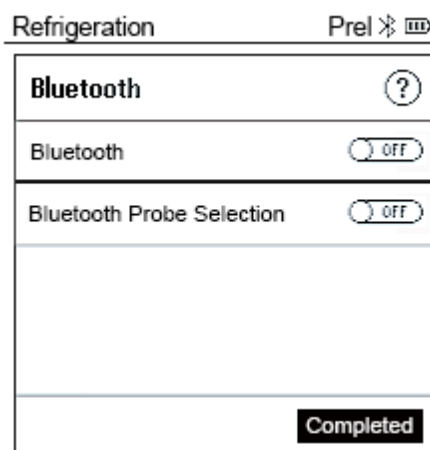 Refrigeration Prel
Bluetooth ?
Bluetooth OFF
Bluetooth Probe Selection OFF
Completed